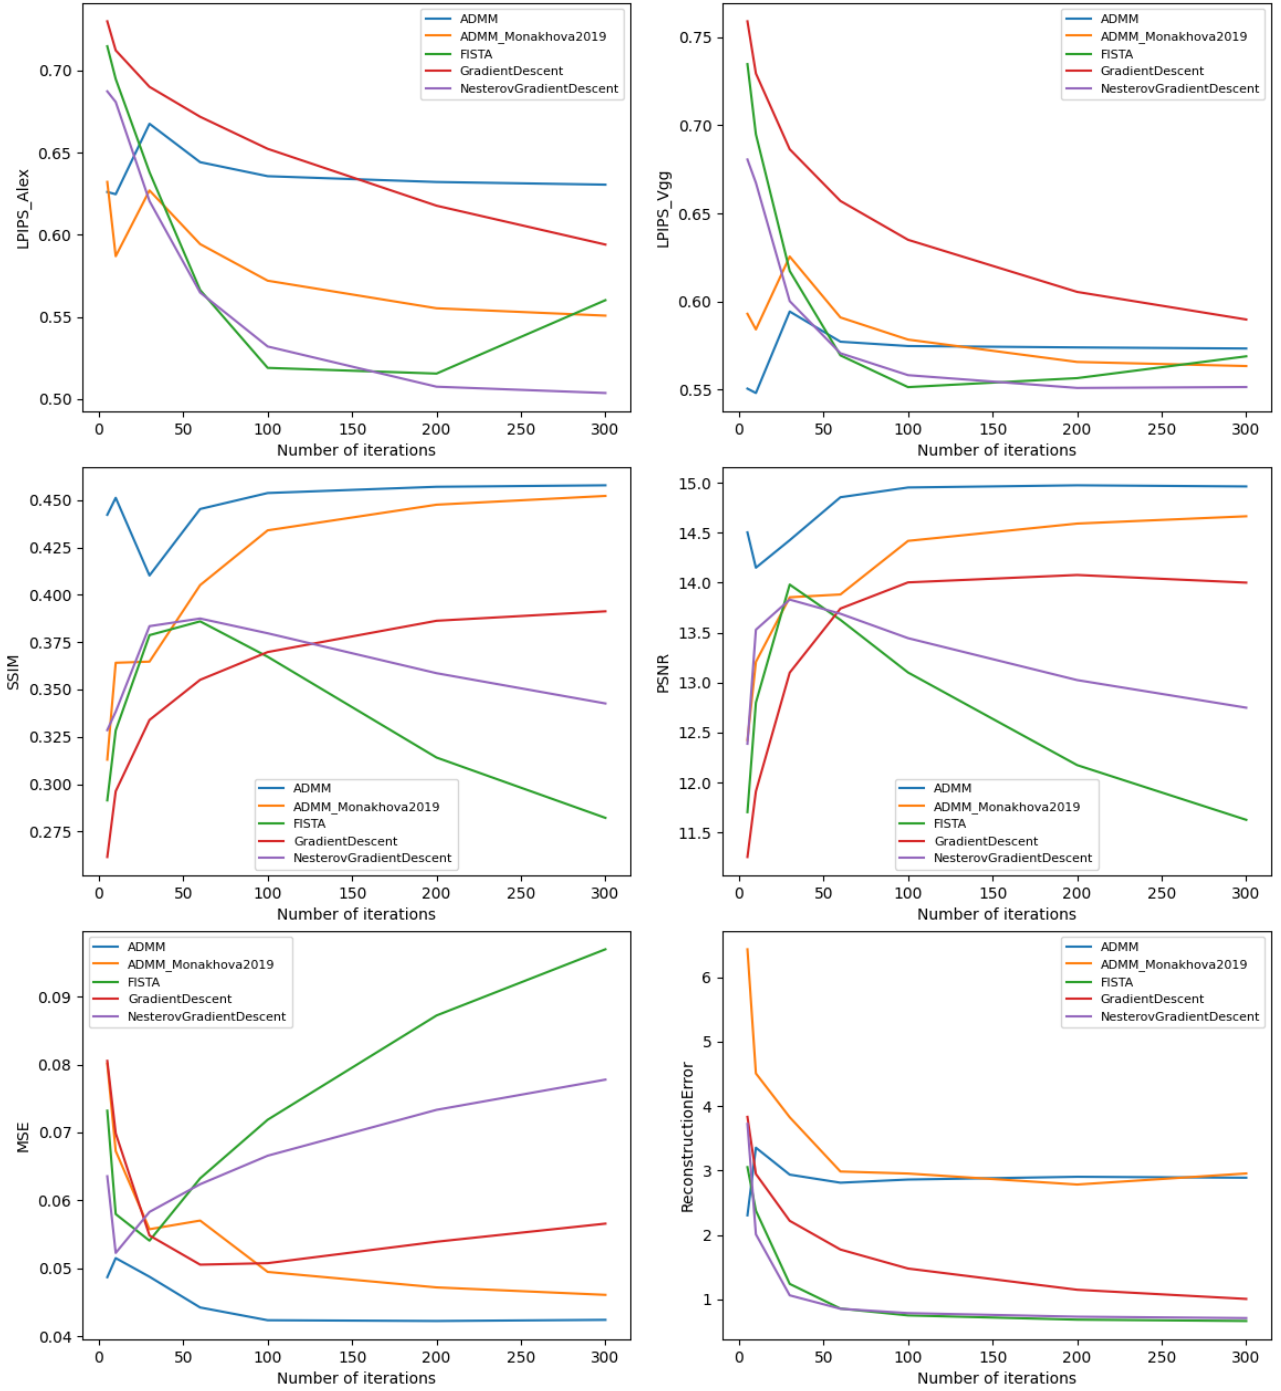 ADMM
ADMM_Monakhova2019
FISTA
GradientDescent
NesterovGradientDescent
0.70
0.65
0.60
0.55
0.50
LPIPS_Alex
0 50 100 150 200 250 300
Number of iterations
ADMM
ADMM_Monakhova2019
FISTA
GradientDescent
NesterovGradientDescent
0.75
0.70
0.65
0.60
0.55
LPIPS_Vgg
0 50 100 150 200 250 300
Number of iterations
0.450
0.425
0.400
0.375
0.350
0.325
0.300
0.275
SSIM
ADMM
ADMM_Monakhova2019
FISTA
GradientDescent
NesterovGradientDescent
0 50 100 150 200 250 300
Number of iterations
15.0
14.5
14.0
13.5
13.0
12.5
12.0
11.5
PSNR
ADMM
ADMM_Monakhova2019
FISTA
GradientDescent
NesterovGradientDescent
0 50 100 150 200 250 300
Number of iterations
ADMM
ADMM_Monakhova2019
FISTA
GradientDescent
NesterovGradientDescent
0.09
0.08
0.07
0.06
0.05
0.04
MSE
0 50 100 150 200 250 300
Number of iterations
ADMM
ADMM_Monakhova2019
FISTA
GradientDescent
NesterovGradientDescent
6
5
4
3
2
1
ReconstructionError
0 50 100 150 200 250 300
Number of iterations